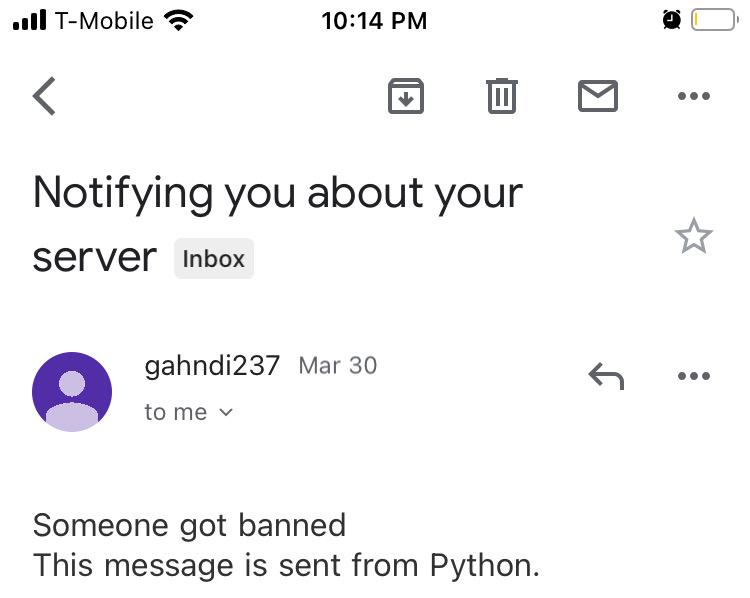 T-Mobile 10:14 PM
Notifying you about your
server Inbox
gahndi237 Mar 30
to me
Someone got banned
This message is sent from Python.